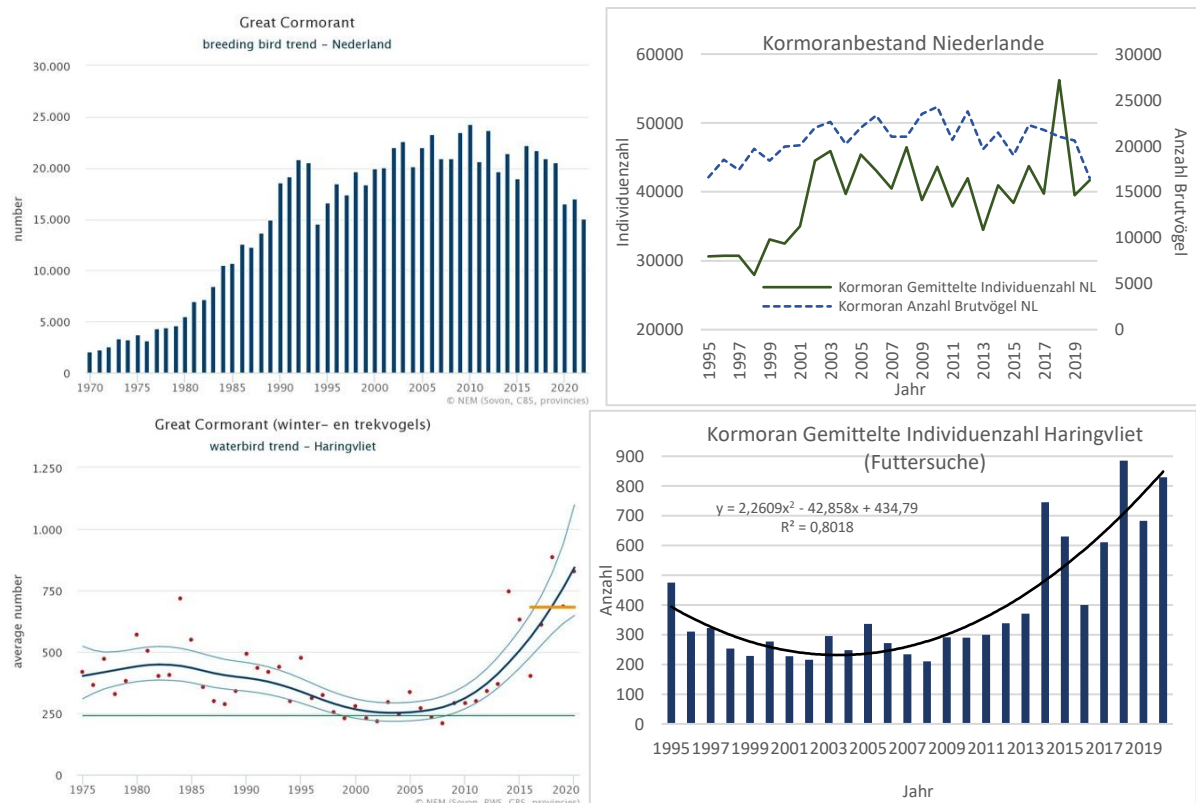 Great Cormorant
breeding bird trend - Nederland
30.000
25.000
20.000
15.000
10.000
5.000
0
number
1970 1975 1980 1985 1990 1995 2000 2005 2010 2015 2020
© NEM (Sovon, CBS, provincies)
Kormoranbestand Niederlande
60000
50000
40000
30000
20000
Individuenzahl
30000
25000
20000
15000
10000
5000
0
Anzahl Brutvögel
Kormoran Gemittelte Individuenzahl NL
Kormoran Anzahl Brutvögel NL
1995 1997 1999 2001 2003 2005 2007 2009 2011 2013 2015 2017 2019
Jahr
Great Cormorant (winter- en trekvogels)
waterbird trend - Haringvliet
1.250
1.000
750
500
250
0
average number
1975 1980 1985 1990 1995 2000 2005 2010 2015 2020
© NEM (Sovon, RWS, CBS, provincies)
Kormoran Gemittelte Individuenzahl Haringvliet
(Futtersuche)
900
800
700
600
500
400
300
200
100
0
Anzahl
y = 2,2609x² - 42,858x + 434,79
R² = 0,8018
1995 1997 1999 2001 2003 2005 2007 2009 2011 2013 2015 2017 2019
Jahr